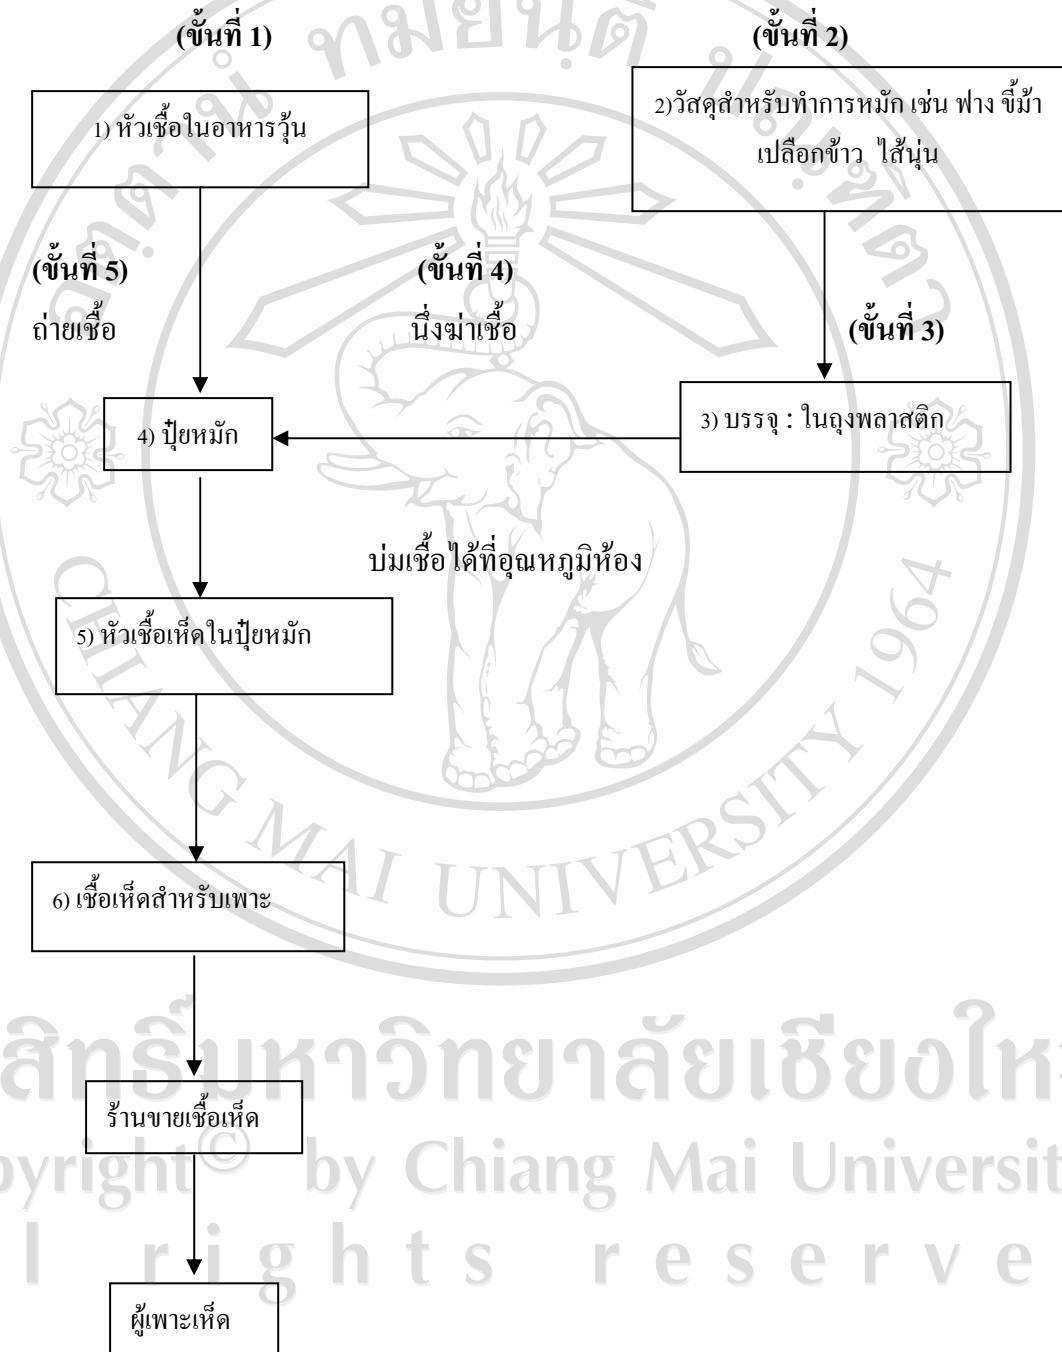 (ขั้นที่ 1)
(ขั้นที่ 2)
1) หัวเชื้อในอาหารวุ้น
2)วัสดุสำหรับทำการหมัก เช่น ฟาง ขี้ม้า
เปลือกข้าว ไส้นุ่น
(ขั้นที่ 5)
ถ่ายเชื้อ
(ขั้นที่ 4)
นึ่งฆ่าเชื้อ
(ขั้นที่ 3)
4) ปุ๋ยหมัก
3) บรรจุ : ในถุงพลาสติก
บ่มเชื้อได้ที่อุณหภูมิห้อง
5) หัวเชื้อเห็ดในปุ๋ยหมัก
6) เชื้อเห็ดสำหรับเพาะ
ร้านขายเชื้อเห็ด
ผู้เพาะเห็ด
CHIANG MAI UNIVERSITY 1964
สิทธิ์มหาวิทยาลัยเชียงให
pyright© by Chiang Mai Universit
l rights reserve